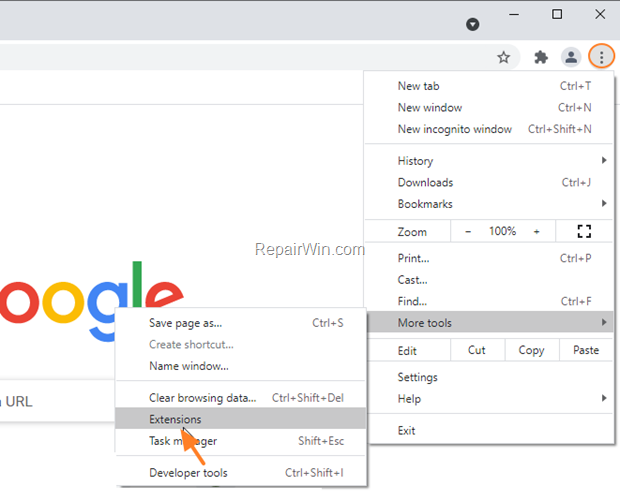 New tab Ctrl+T
New window Ctrl+N
New incognito window Ctrl+Shift+N
History
Downloads Ctrl+J
Bookmarks
Zoom − 100% +
RepairWin.com
Print... Ctrl+P
Cast...
Find... Ctrl+F
More tools
Edit Cut Copy Paste
Settings
Help
Exit
oogle
URL
Save page as... Ctrl+S
Create shortcut...
Name window...
Clear browsing data... Ctrl+Shift+Del
Extensions
Task manager Shift+Esc
Developer tools Ctrl+Shift+I